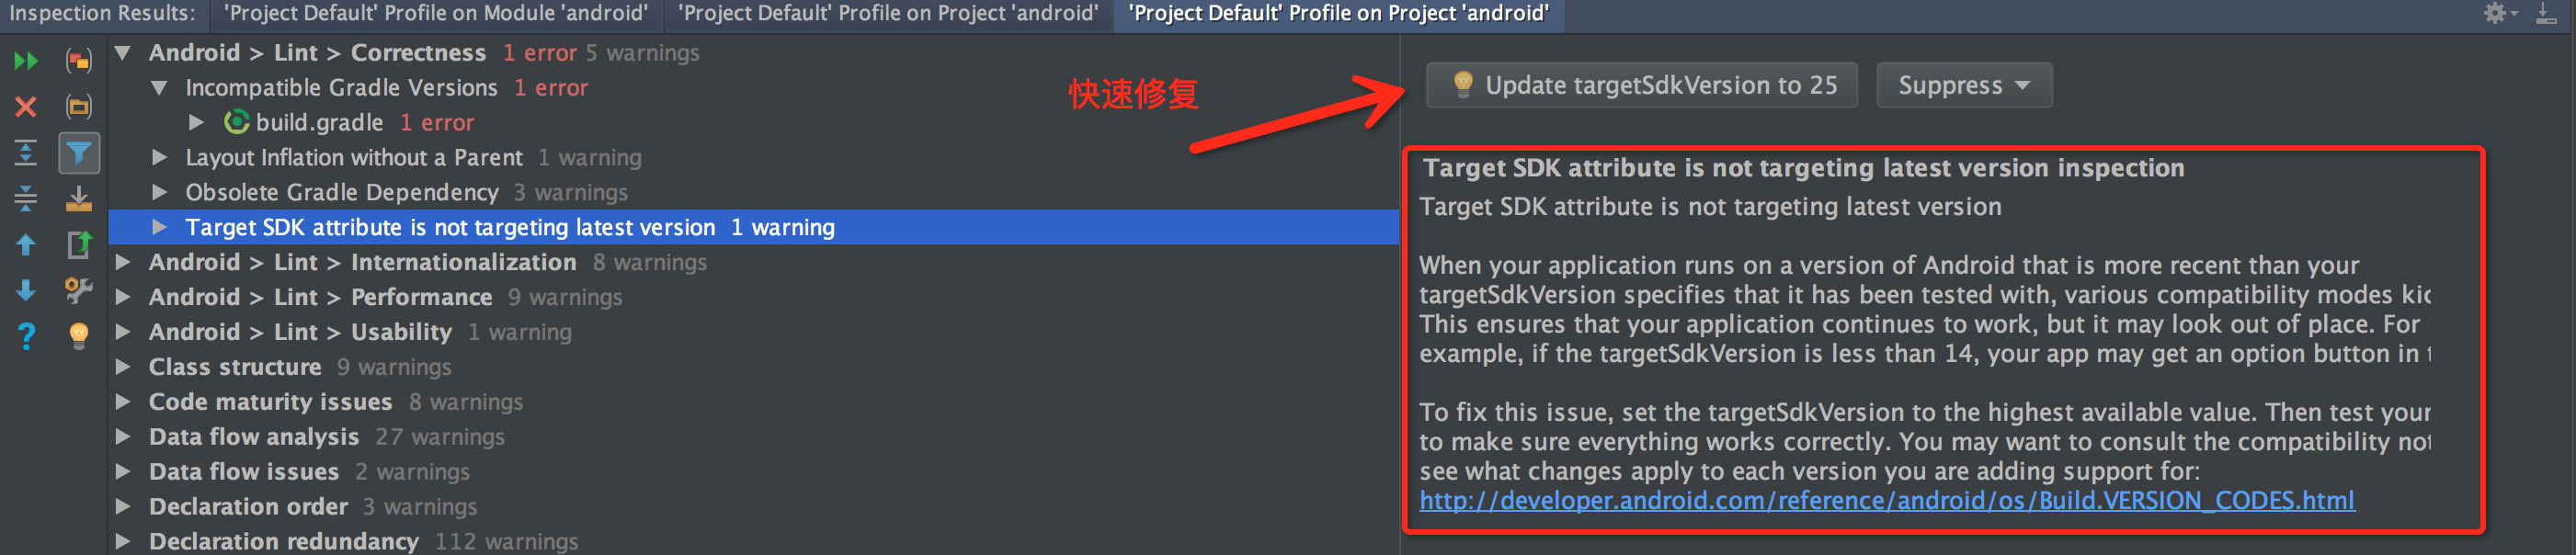 Inspection Results: 'Project Default' Profile on Module 'android' 'Project Default' Profile on Project 'android' 'Project Default' Profile on Project 'android'
Android > Lint > Correctness 1 error 5 warnings
Incompatible Gradle Versions 1 error
build.gradle 1 error
Layout Inflation without a Parent 1 warning
Obsolete Gradle Dependency 3 warnings
Target SDK attribute is not targeting latest version 1 warning
Android > Lint > Internationalization 8 warnings
Android > Lint > Performance 9 warnings
Android > Lint > Usability 1 warning
Class structure 9 warnings
Code maturity issues 8 warnings
Data flow analysis 27 warnings
Data flow issues 2 warnings
Declaration order 3 warnings
Declaration redundancy 112 warnings
快速修复
Update targetSdkVersion to 25 Suppress
Target SDK attribute is not targeting latest version inspection
Target SDK attribute is not targeting latest version
When your application runs on a version of Android that is more recent than your
targetSdkVersion specifies that it has been tested with, various compatibility modes
This ensures that your application continues to work, but it may look out of place. For
example, if the targetSdkVersion is less than 14, your app may get an option button in
To fix this issue, set the targetSdkVersion to the highest available value. Then test your
to make sure everything works correctly. You may want to consult the compatibility
see what changes apply to each version you are adding support for:
http://developer.android.com/reference/android/os/Build.VERSION_CODES.html